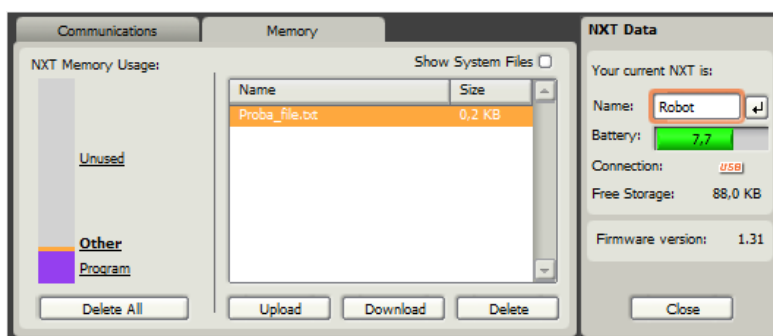 Communications
Memory
NXT Memory Usage:
Show System Files
Name Size
Proba_file.txt 0,2 KB
Unused
Other
Program
Delete All
Upload Download Delete
NXT Data
Your current NXT is:
Name: Robot
Battery: 7,7
Connection: USB
Free Storage: 88,0 KB
Firmware version: 1.31
Close